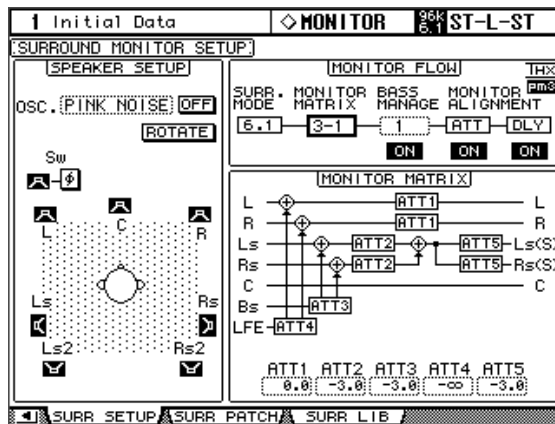 1 Initial Data ◇MONITOR 96k 6.1 ST-L-ST
SURROUND MONITOR SETUP
SPEAKER SETUP
OSC. PINK NOISE OFF
ROTATE
Sw
Φ
L C R
Ls Rs
Ls2 Rs2
MONITOR FLOW THX pm3
SURR. MODE MONITOR MATRIX BASS MANAGE MONITOR ALIGNMENT
6.1 3-1 1 ATT DLY
ON ON ON
MONITOR MATRIX
L ATT1 L
R ATT1 R
Ls ATT2 ATT5 Ls(S)
Rs ATT2 ATT5 Rs(S)
C C
Bs ATT3
LFE ATT4
ATT1 ATT2 ATT3 ATT4 ATT5
0.0 -3.0 -3.0 -∞ -3.0
SURR SETUP SURR PATCH SURR LIB